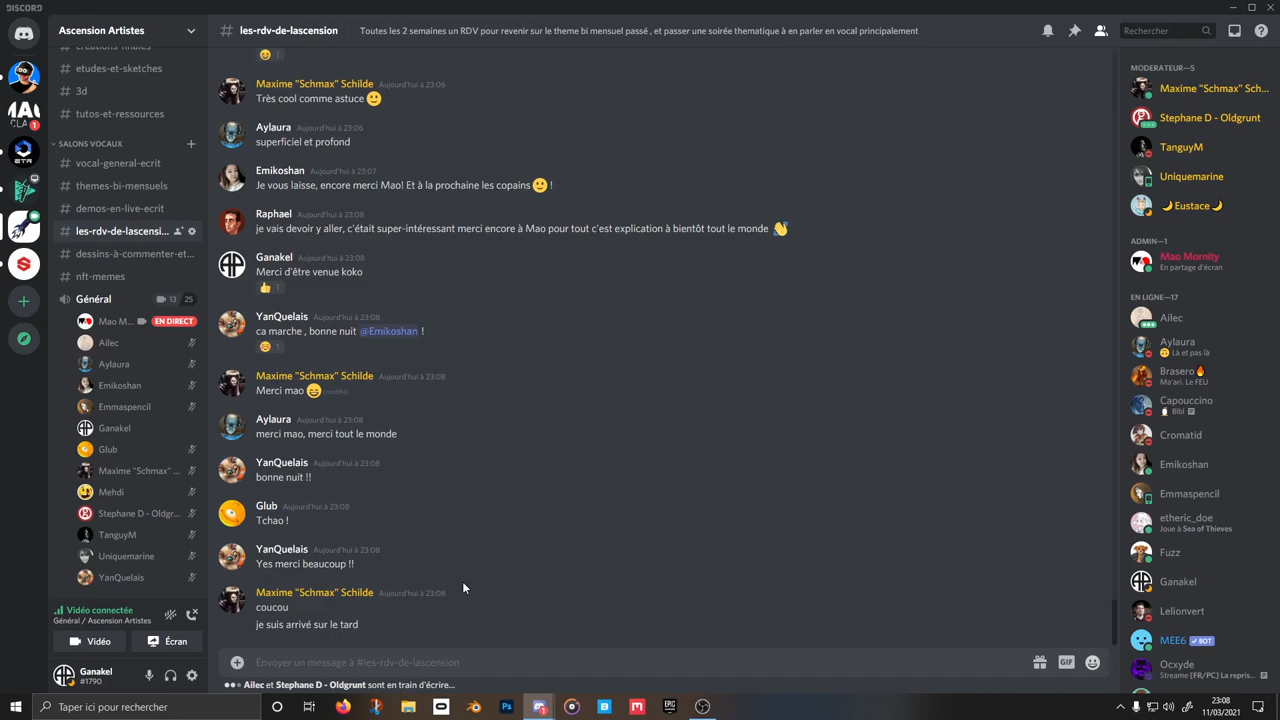 DISCORD
Ascension Artistes
les-rdv-de-lascension
Toutes les 2 semaines un RDV pour revenir sur le theme bi mensuel passé , et passer une soirée thematique à en parler en vocal principalement
Rechercher
creations-finales
etudes-et-sketches
3d
tutos-et-ressources
SALONS VOCAUX
vocal-general-ecrit
themes-bi-mensuels
demos-en-live-ecrit
les-rdv-de-lascensi...
dessins-à-commenter-et...
nft-memes
Général 13 25
Mao M... EN DIRECT
Ailec
Aylaura
Emikoshan
Emmaspencil
Ganakel
Glub
Maxime "Schmax" ...
Mehdi
Stephane D - Oldgr...
TanguyM
Uniquemarine
YanQuelais
Vidéo connectée
Général / Ascension Artistes
Vidéo
Écran
Ganakel
#1790
1
Maxime "Schmax" Schilde Aujourd'hui à 23:06
Très cool comme astuce 🙂
Aylaura Aujourd'hui à 23:06
superficiel et profond
Emikoshan Aujourd'hui à 23:07
Je vous laisse, encore merci Mao! Et à la prochaine les copains 🙂 !
Raphael Aujourd'hui à 23:08
je vais devoir y aller, c'était super-intéressant merci encore à Mao pour tout c'est explication à bientôt tout le monde 👋
Ganakel Aujourd'hui à 23:08
Merci d'être venue koko
👍 1
YanQuelais Aujourd'hui à 23:08
ca marche , bonne nuit @Emikoshan !
1
Maxime "Schmax" Schilde Aujourd'hui à 23:08
Merci mao 😄 (modifié)
Aylaura Aujourd'hui à 23:08
merci mao, merci tout le monde
YanQuelais Aujourd'hui à 23:08
bonne nuit !!
Glub Aujourd'hui à 23:08
Tchao !
YanQuelais Aujourd'hui à 23:08
Yes merci beaucoup !!
Maxime "Schmax" Schilde Aujourd'hui à 23:08
coucou
je suis arrivé sur le tard
Envoyer un message à #les-rdv-de-lascension
GIF
Ailec et Stephane D - Oldgrunt sont en train d'écrire...
MODERATEUR—5
Maxime "Schmax" Sch...
Stephane D - Oldgrunt
TanguyM
Uniquemarine
🌙Eustace🌙
ADMIN—1
Mao Mornity
En partage d'écran
EN LIGNE—17
Ailec
Aylaura
🙃 Là et pas là
Brasero🔥
Ma'ari. Le FEU
Capouccino
Bibl
Cromatid
Emikoshan
Emmaspencil
etheric_doe
Joue à Sea of Thieves
Fuzz
Ganakel
Lelionvert
MEE6 ✓ BOT
Ocxyde
Streame [FR/PC] La repris...
Taper ici pour rechercher
23:08
11/03/2021